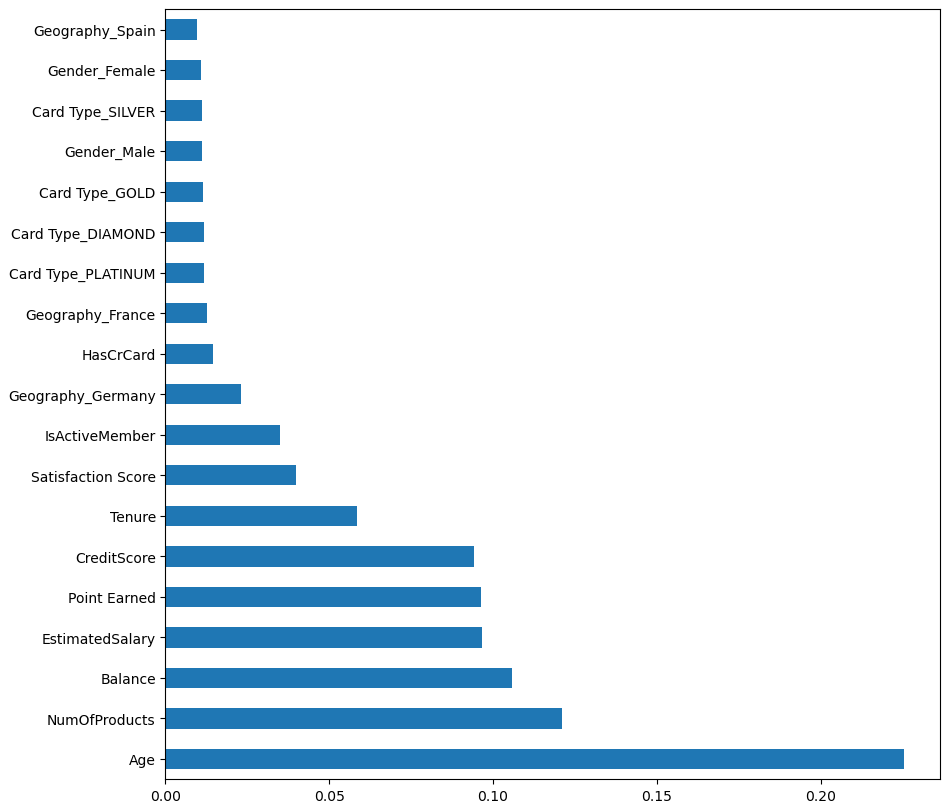 Geography_Spain
Gender_Female
Card Type_SILVER
Gender_Male
Card Type_GOLD
Card Type_DIAMOND
Card Type_PLATINUM
Geography_France
HasCrCard
Geography_Germany
IsActiveMember
Satisfaction Score
Tenure
CreditScore
Point Earned
EstimatedSalary
Balance
NumOfProducts
Age
0.00 0.05 0.10 0.15 0.20